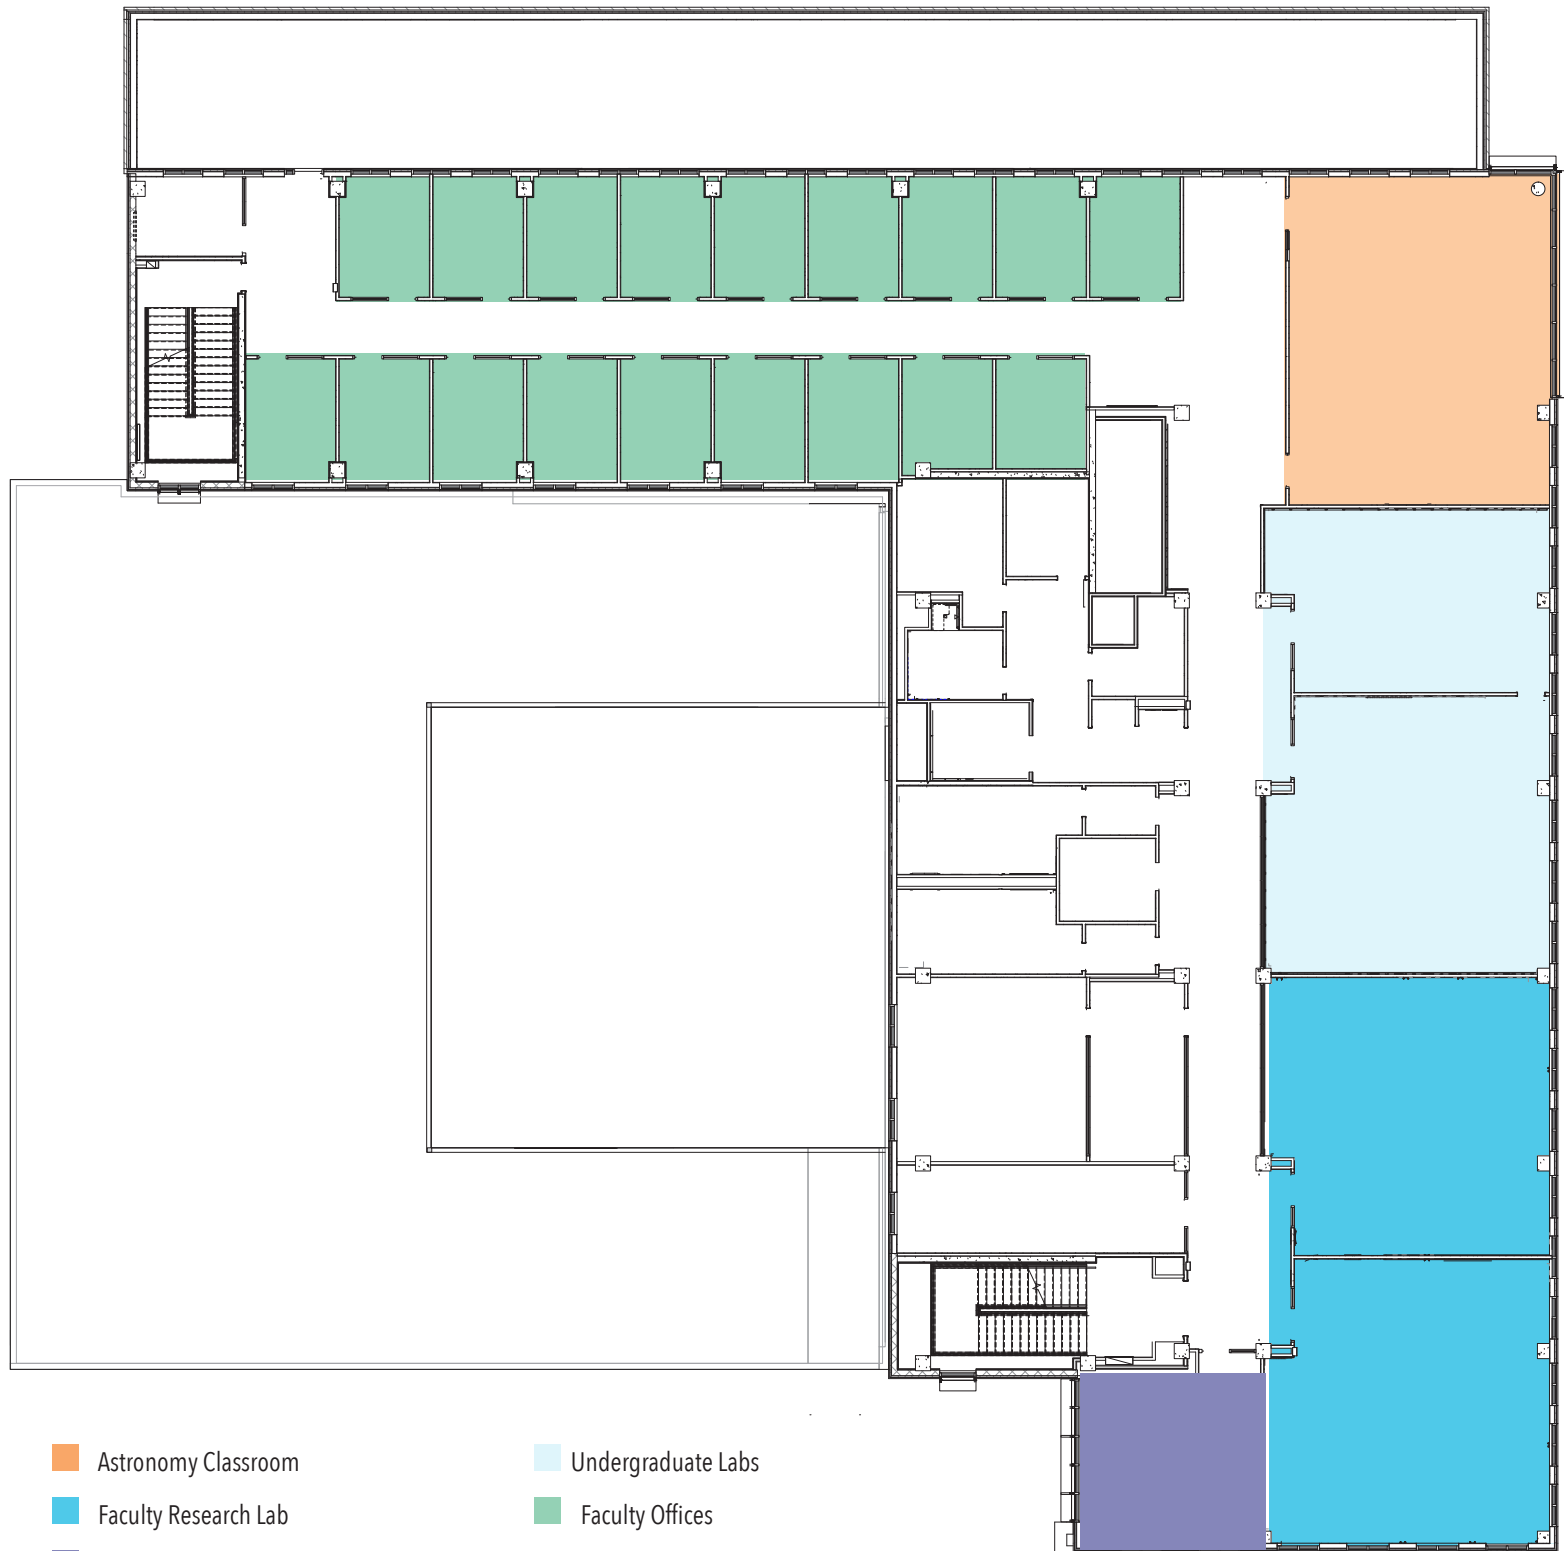 Astronomy Classroom
Undergraduate Labs
Faculty Research Lab
Faculty Offices